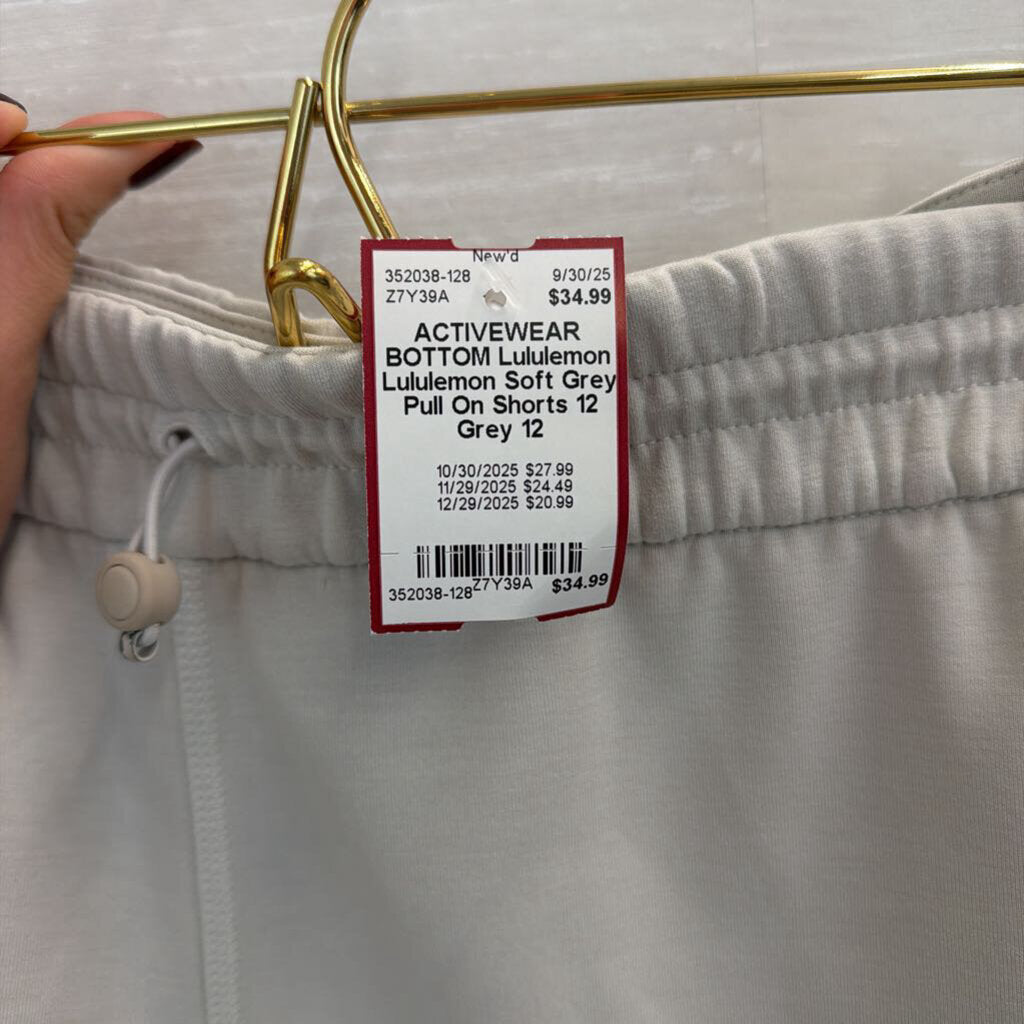 New'd
352038-128 9/30/25
Z7Y39A $34.99
ACTIVEWEAR
BOTTOM Lululemon
Lululemon Soft Grey
Pull On Shorts 12
Grey 12
10/30/2025 $27.99
11/29/2025 $24.49
12/29/2025 $20.99
352038-128 Z7Y39A $34.99